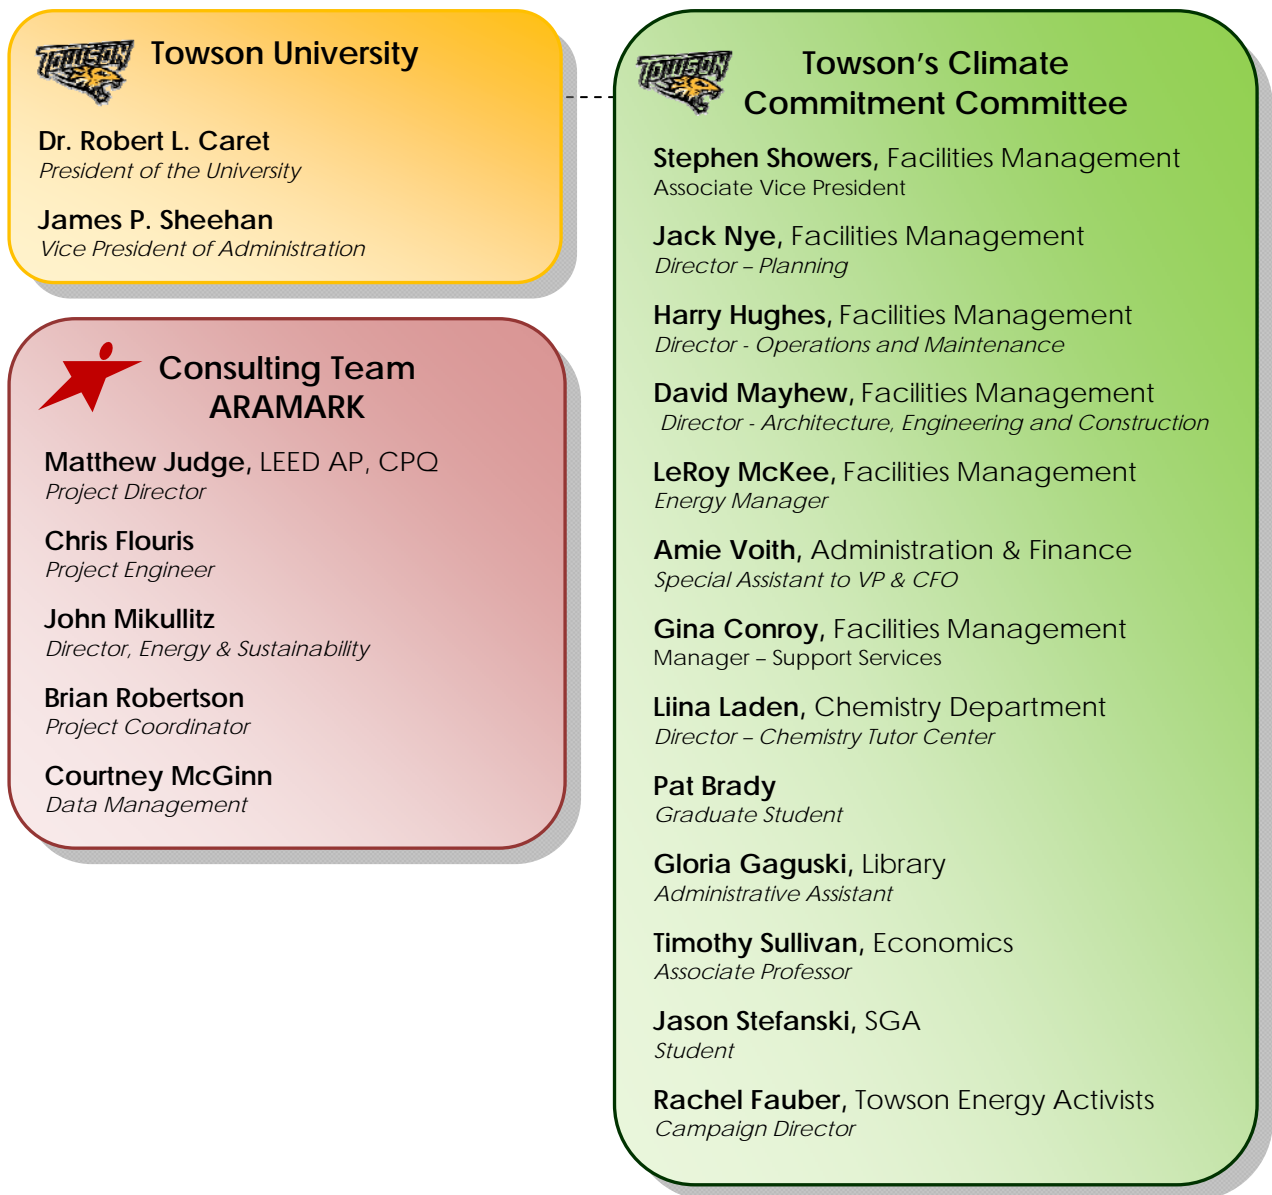 TOWSON
Towson University
Dr. Robert L. Caret
President of the University
James P. Sheehan
Vice President of Administration
Consulting Team
ARAMARK
Matthew Judge, LEED AP, CPQ
Project Director
Chris Flouris
Project Engineer
John Mikullitz
Director, Energy & Sustainability
Brian Robertson
Project Coordinator
Courtney McGinn
Data Management
TOWSON
Towson’s Climate
Commitment Committee
Stephen Showers, Facilities Management
Associate Vice President
Jack Nye, Facilities Management
Director – Planning
Harry Hughes, Facilities Management
Director - Operations and Maintenance
David Mayhew, Facilities Management
Director - Architecture, Engineering and Construction
LeRoy McKee, Facilities Management
Energy Manager
Amie Voith, Administration & Finance
Special Assistant to VP & CFO
Gina Conroy, Facilities Management
Manager – Support Services
Liina Laden, Chemistry Department
Director – Chemistry Tutor Center
Pat Brady
Graduate Student
Gloria Gaguski, Library
Administrative Assistant
Timothy Sullivan, Economics
Associate Professor
Jason Stefanski, SGA
Student
Rachel Fauber, Towson Energy Activists
Campaign Director